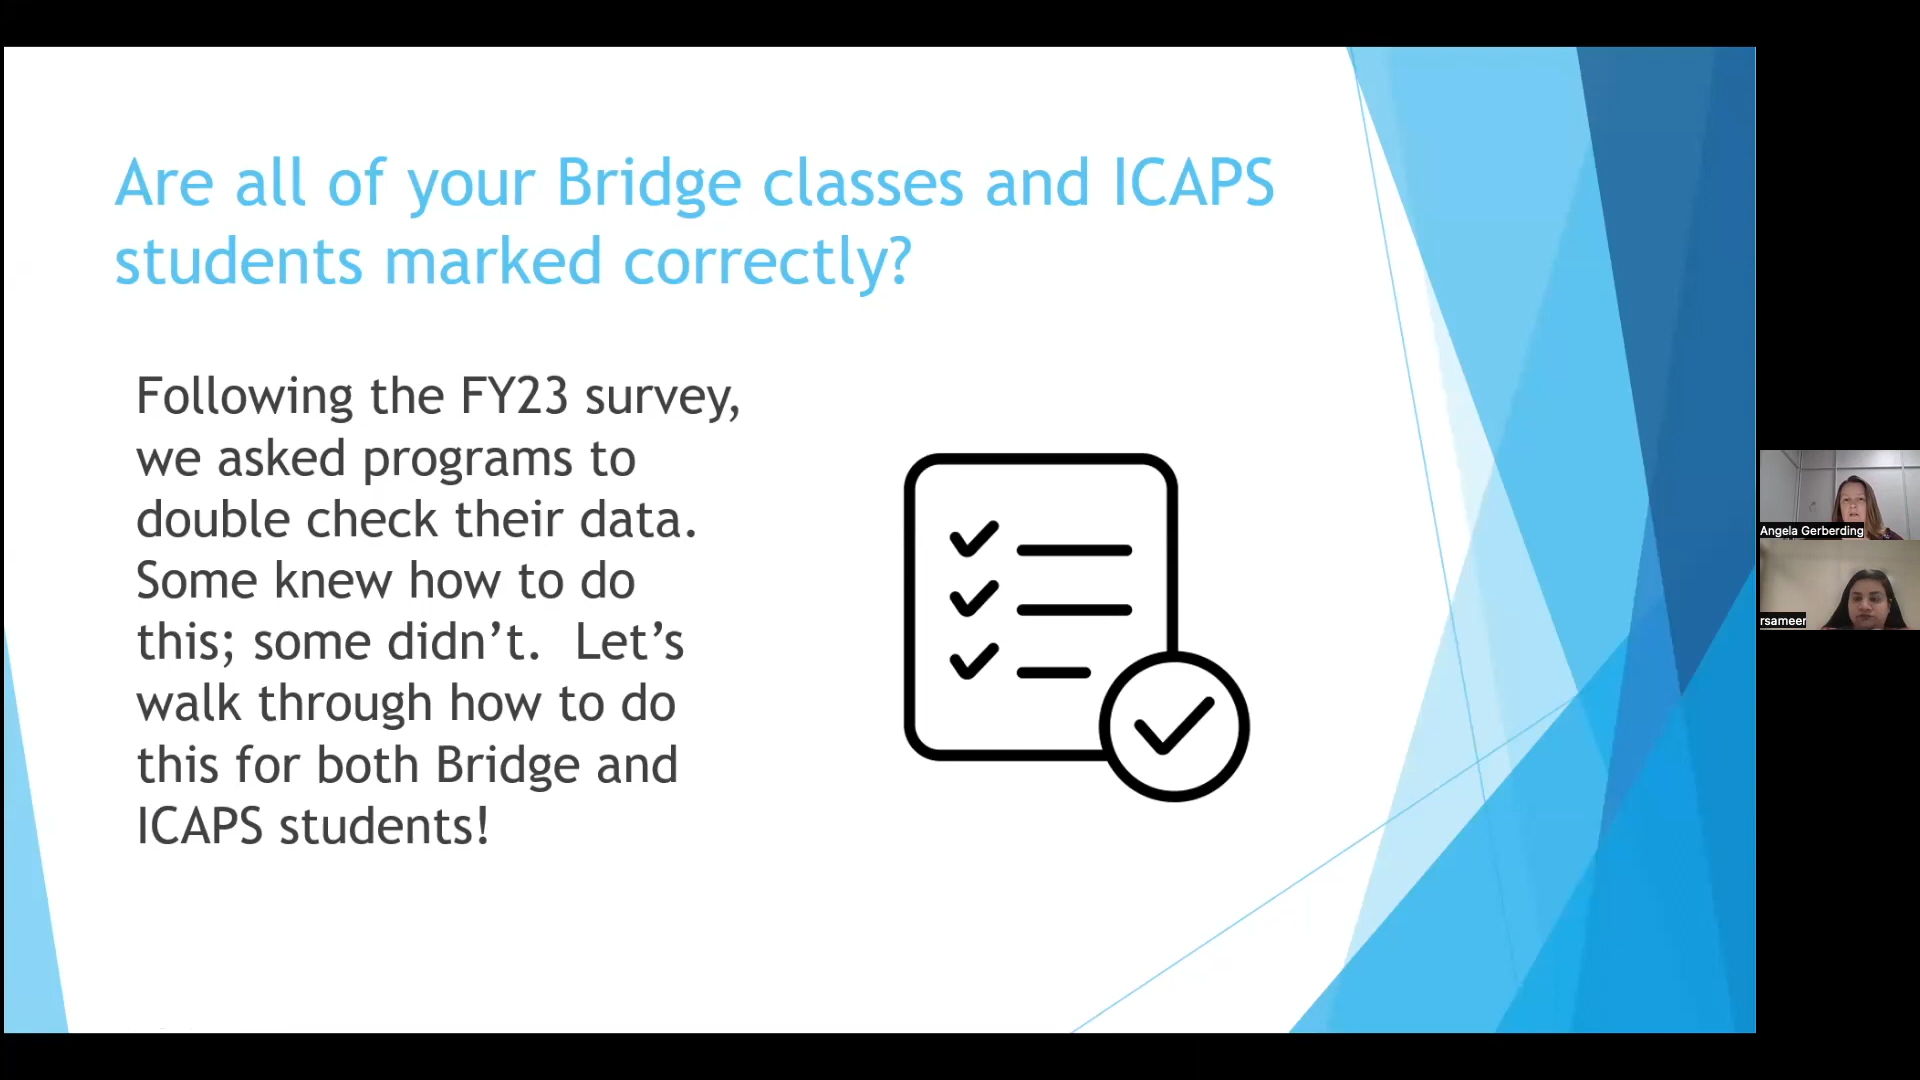 Are all of your Bridge classes and ICAPS
students marked correctly?
Following the FY23 survey,
we asked programs to
double check their data.
Some knew how to do
this; some didn’t.  Let’s
walk through how to do
this for both Bridge and
ICAPS students!
Angela Gerberding
rsameer